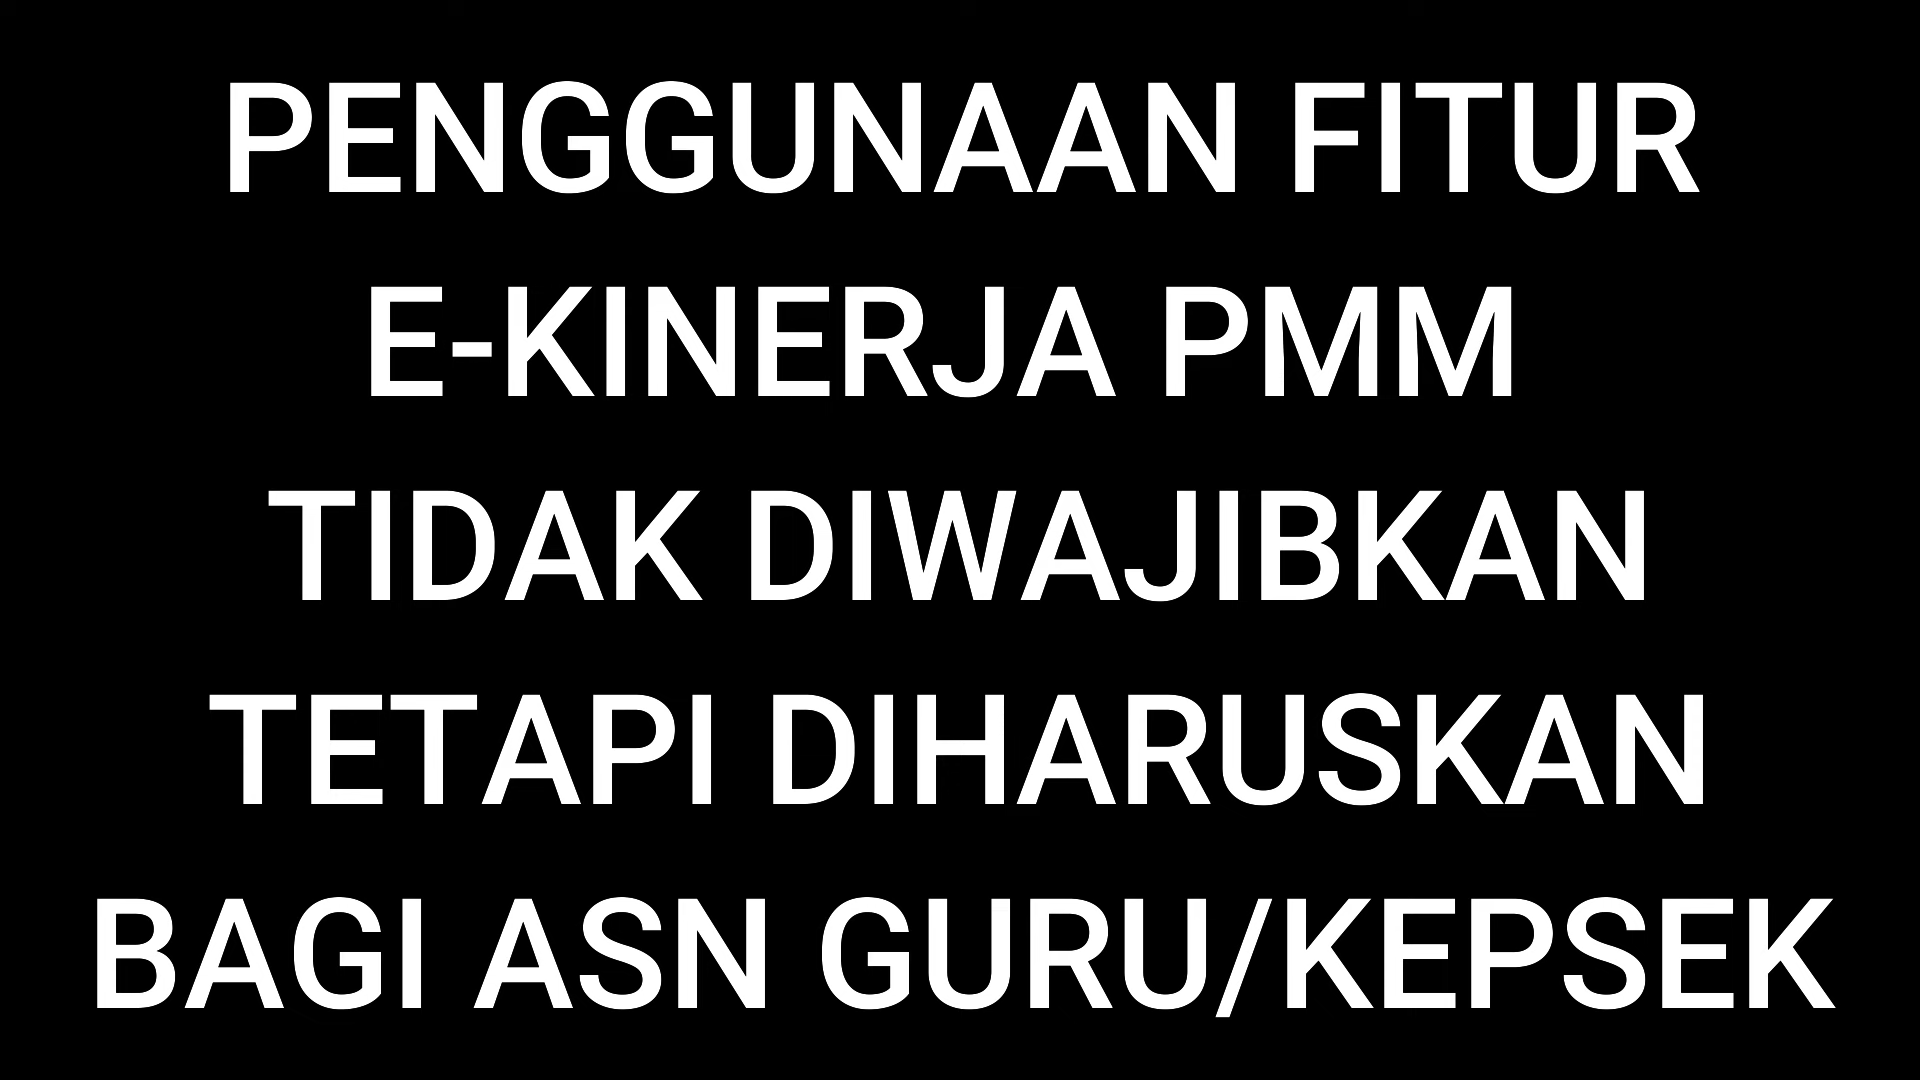 PENGGUNAAN FITUR
E-KINERJA PMM
TIDAK DIWAJIBKAN
TETAPI DIHARUSKAN
BAGI ASN GURU/KEPSEK